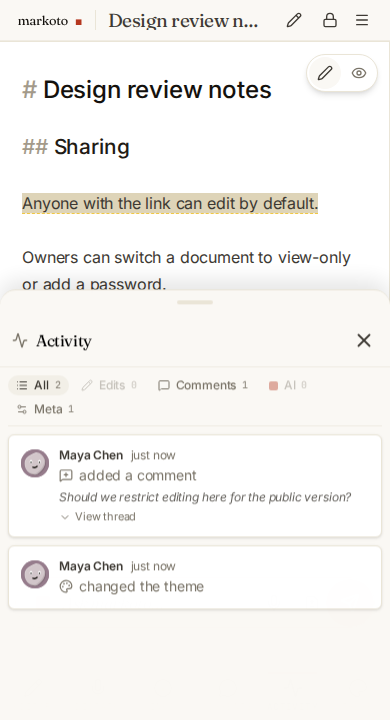 markoto
Design review n...
# Design review notes
## Sharing
Anyone with the link can edit by default.
Owners can switch a document to view-only
or add a password.
Activity
All 2 Edits 0 Comments 1 AI 0
Meta 1
Maya Chen just now
added a comment
Should we restrict editing here for the public version?
View thread
Maya Chen just now
changed the theme